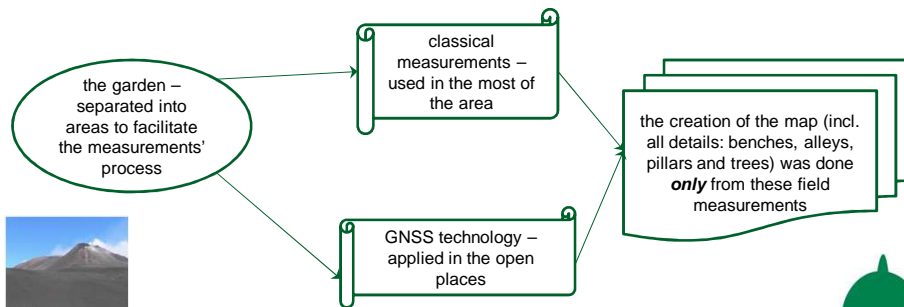 the garden –
separated into
areas to facilitate
the measurements'
process
classical
measurements –
used in the most of
the area
GNSS technology –
applied in the open
places
the creation of the map (incl.
all details: benches, alleys,
pillars and trees) was done
only from these field
measurements